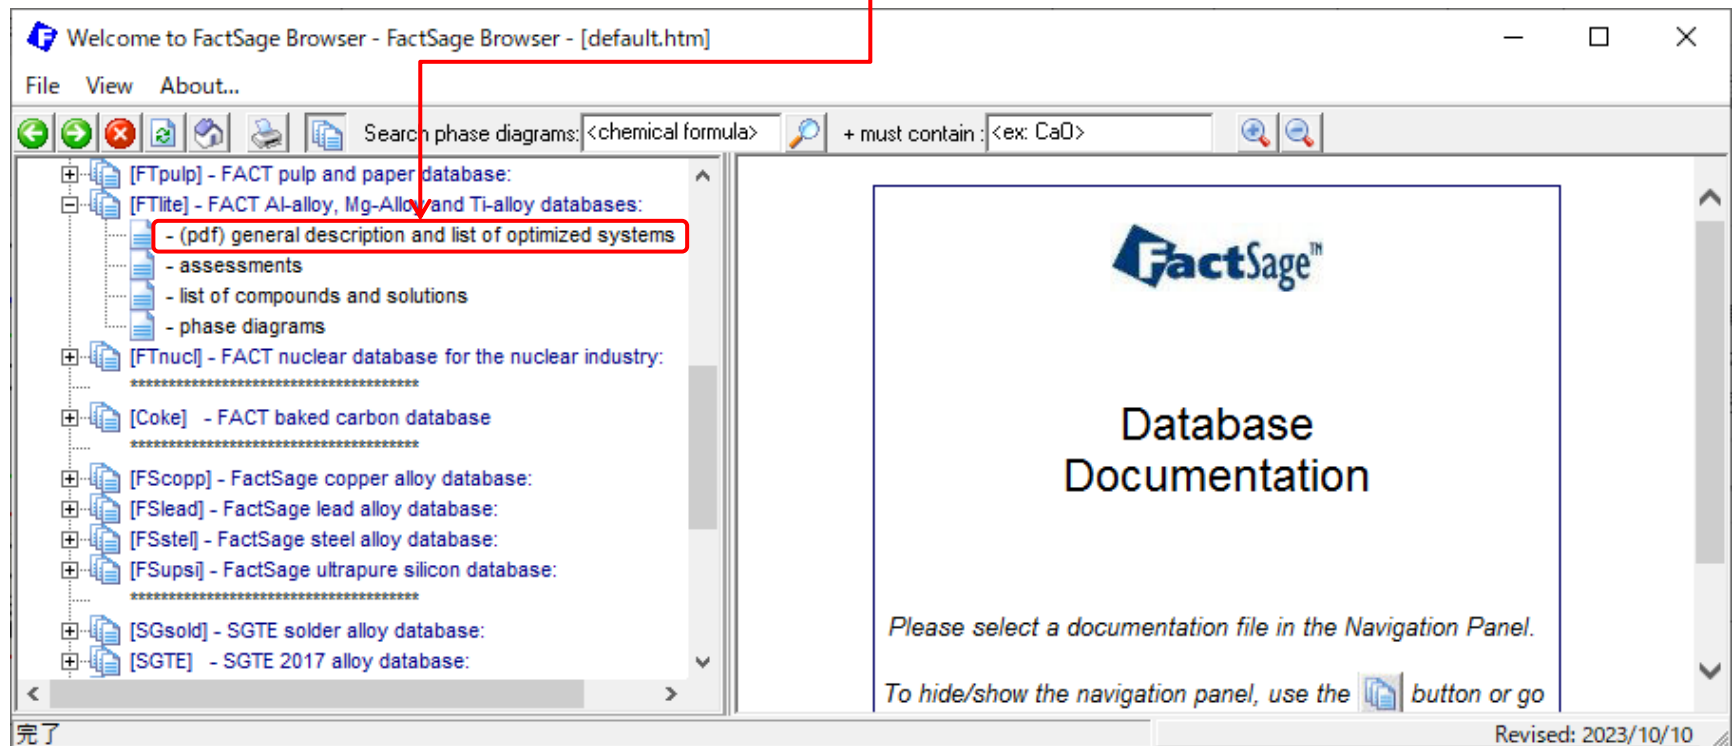 Welcome to FactSage Browser - FactSage Browser - [default.htm]
File View About...
Search phase diagrams: <chemical formula> + must contain : <ex: CaO>
[FTpulp] - FACT pulp and paper database:
[FTlite] - FACT Al-alloy, Mg-Alloy and Ti-alloy databases:
- (pdf) general description and list of optimized systems
- assessments
- list of compounds and solutions
- phase diagrams
[FTnucl] - FACT nuclear database for the nuclear industry:
**************************************
[Coke] - FACT baked carbon database
**************************************
[FScopp] - FactSage copper alloy database:
[FSlead] - FactSage lead alloy database:
[FSstel] - FactSage steel alloy database:
[FSupsi] - FactSage ultrapure silicon database:
**************************************
[SGsold] - SGTE solder alloy database:
[SGTE] - SGTE 2017 alloy database:
FactSage™
Database
Documentation
Please select a documentation file in the Navigation Panel.
To hide/show the navigation panel, use the button or go
完了
Revised: 2023/10/10